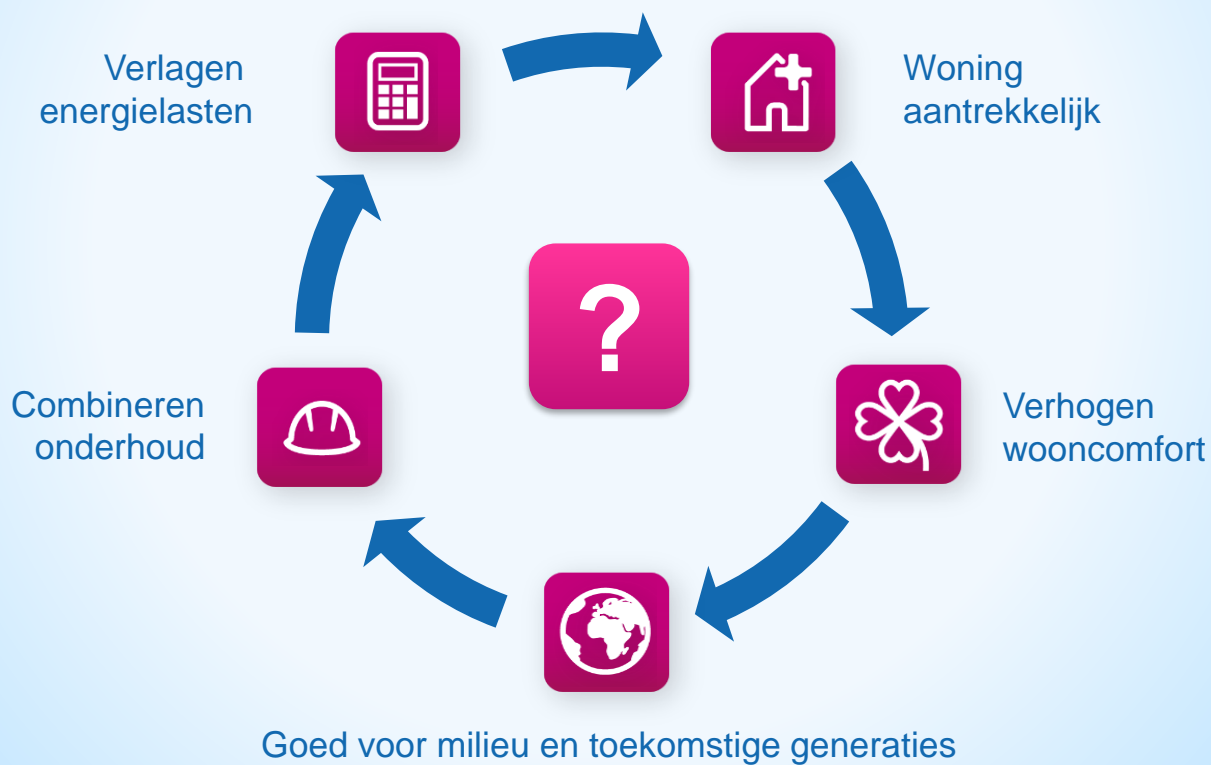 Verlagen
energielasten
Woning
aantrekkelijk
?
Combineren
onderhoud
Verhogen
wooncomfort
Goed voor milieu en toekomstige generaties